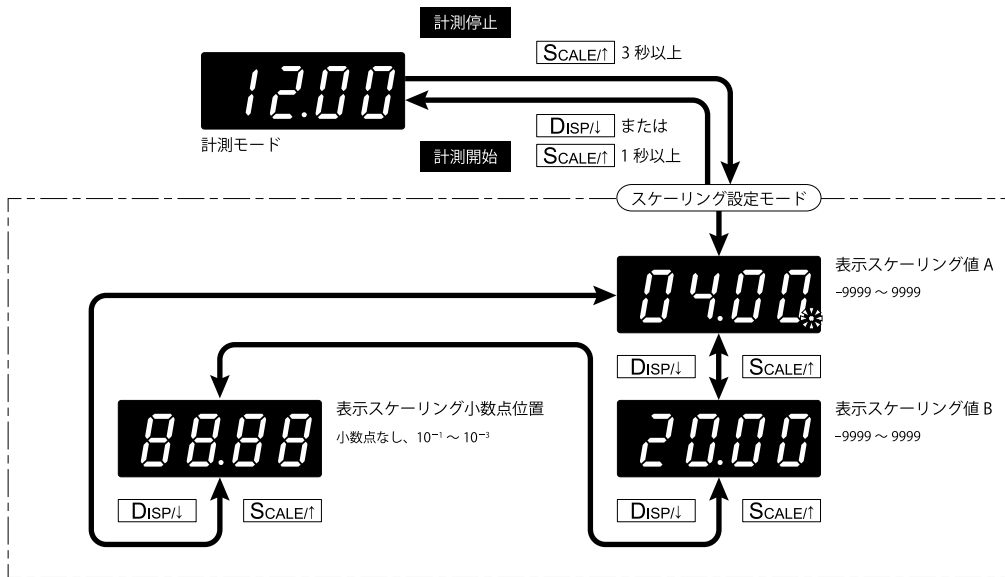 計測停止
SCALE/↑ 3 秒以上
12.00
計測モード
DISP/↓ または
計測開始
SCALE/↑ 1 秒以上
スケーリング設定モード
04.00
表示スケーリング値 A
–9999 ~ 9999
DISP/↓ SCALE/↑
88.88
表示スケーリング小数点位置
小数点なし、10⁻¹ ~ 10⁻³
DISP/↓ SCALE/↑
20.00
表示スケーリング値 B
–9999 ~ 9999
DISP/↓ SCALE/↑